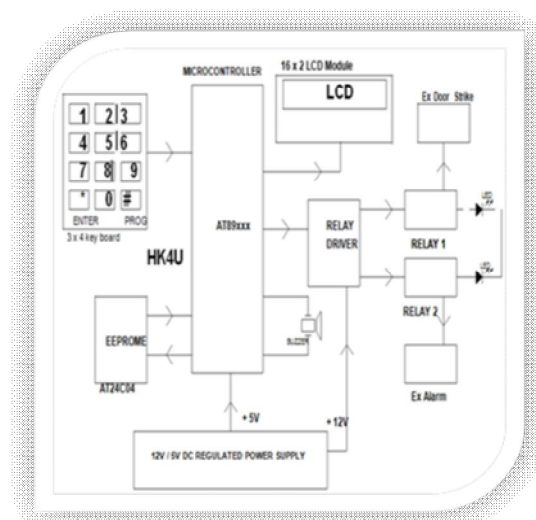 MICROCONTROLLER
16 x 2 LCD Module
LCD
Ex Door Strike
1 2 3
4 5 6
7 8 9
* 0 #
ENTER PROG
3 x 4 key board
HK4U
AT89xxx
RELAY
DRIVER
RELAY 1
RELAY 2
EEPROME
AT24C04
BUZZER
Ex Alarm
+ 5V
+ 12V
12V / 5V DC REGULATED POWER SUPPLY